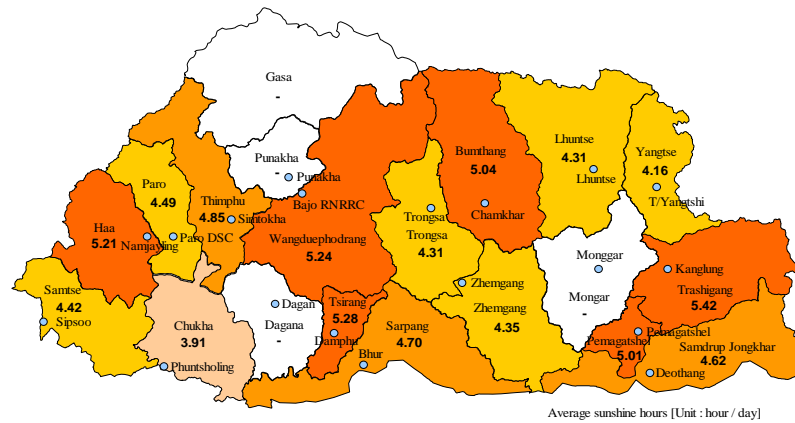 Gasa
-
Punakha
-
Punakha
Bajo RNRRC
Bumthang
5.04
Chamkhar
Lhuntse
4.31
Lhuntse
Yangtse
4.16
T/Yangtshi
Paro
4.49
Paro DSC
Thimphu
4.85
Simtokha
Haa
5.21
Namjayling
Wangduephodrang
5.24
Trongsa
Trongsa
4.31
Monggar
Mongar
-
Kanglung
Trashigang
5.42
Samtse
4.42
Sipsoo
Chukha
3.91
Phuntsholing
Dagan
Dagana
-
Tsirang
5.28
Damphu
Sarpang
4.70
Bhur
Zhemgang
Zhemgang
4.35
Pemagatshel
Pemagatshel
5.01
Samdrup Jongkhar
4.62
Deothang
Average sunshine hours [Unit : hour / day]